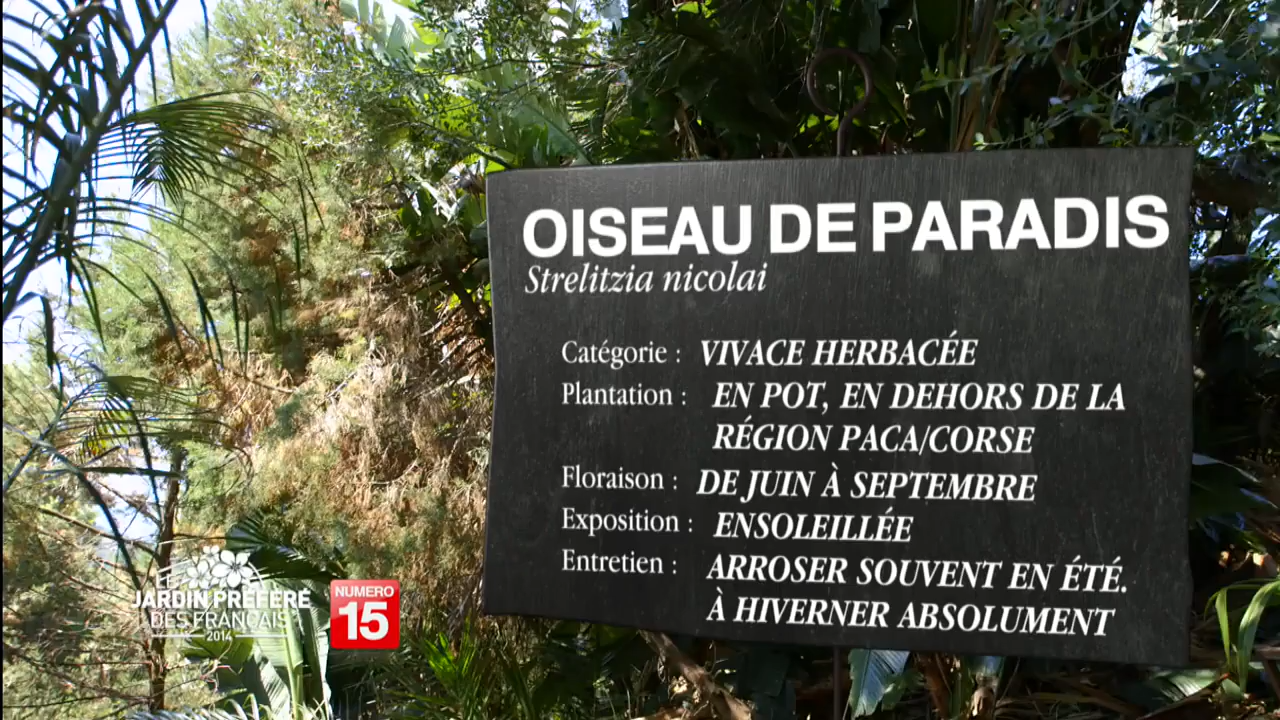 OISEAU DE PARADIS
Strelitzia nicolai
Catégorie : VIVACE HERBACÉE
Plantation : EN POT, EN DEHORS DE LA
RÉGION PACA/CORSE
Floraison : DE JUIN À SEPTEMBRE
Exposition : ENSOLEILLÉE
Entretien : ARROSER SOUVENT EN ÉTÉ.
À HIVERNER ABSOLUMENT
LE
JARDIN PRÉFÉRÉ
DES FRANÇAIS
2014
NUMERO
15